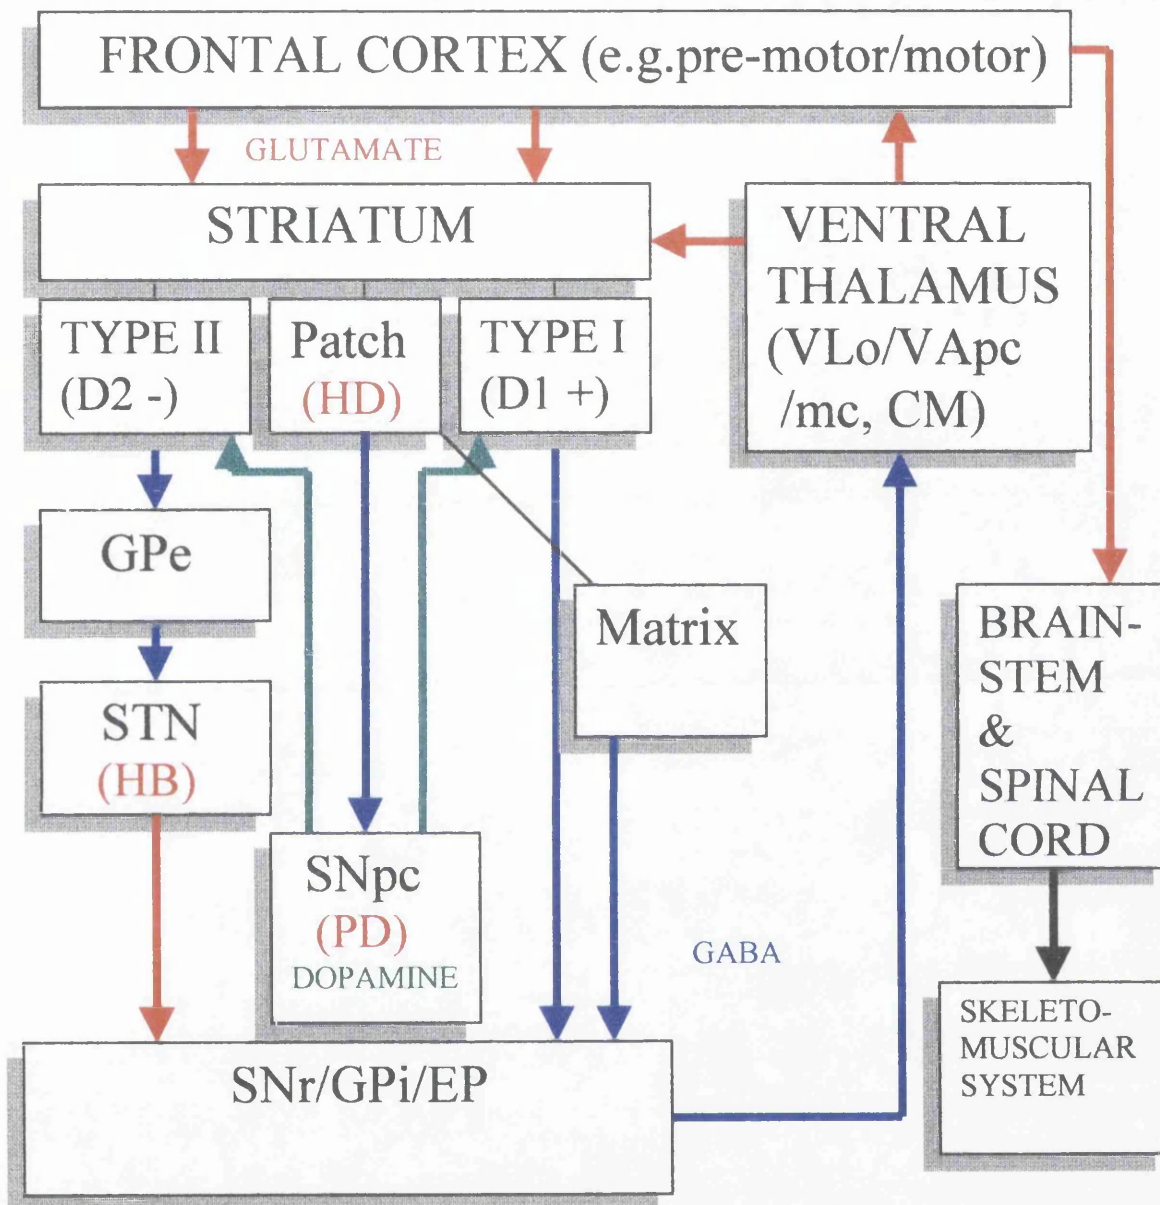 FRONTAL CORTEX (e.g.pre-motor/motor)
GLUTAMATE
STRIATUM
VENTRAL
THALAMUS
(VLo/VApc
/mc, CM)
TYPE II
(D2 -)
Patch
(HD)
TYPE I
(D1 +)
GPe
Matrix
BRAIN-
STEM
&
SPINAL
CORD
STN
(HB)
SNpc
(PD)
DOPAMINE
GABA
SKELETO-
MUSCULAR
SYSTEM
SNr/GPi/EP